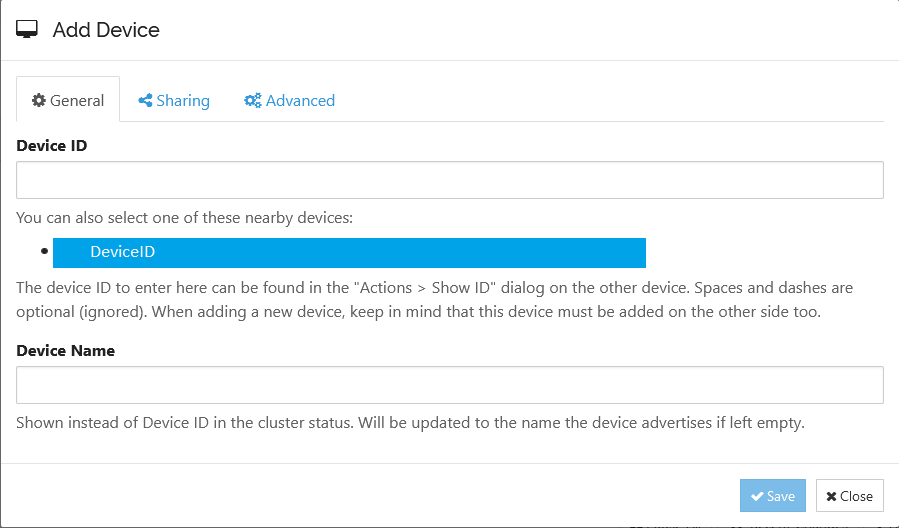 Add Device
General Sharing Advanced
Device ID
You can also select one of these nearby devices:
DeviceID
The device ID to enter here can be found in the "Actions > Show ID" dialog on the other device. Spaces and dashes are
optional (ignored). When adding a new device, keep in mind that this device must be added on the other side too.
Device Name
Shown instead of Device ID in the cluster status. Will be updated to the name the device advertises if left empty.
Save Close